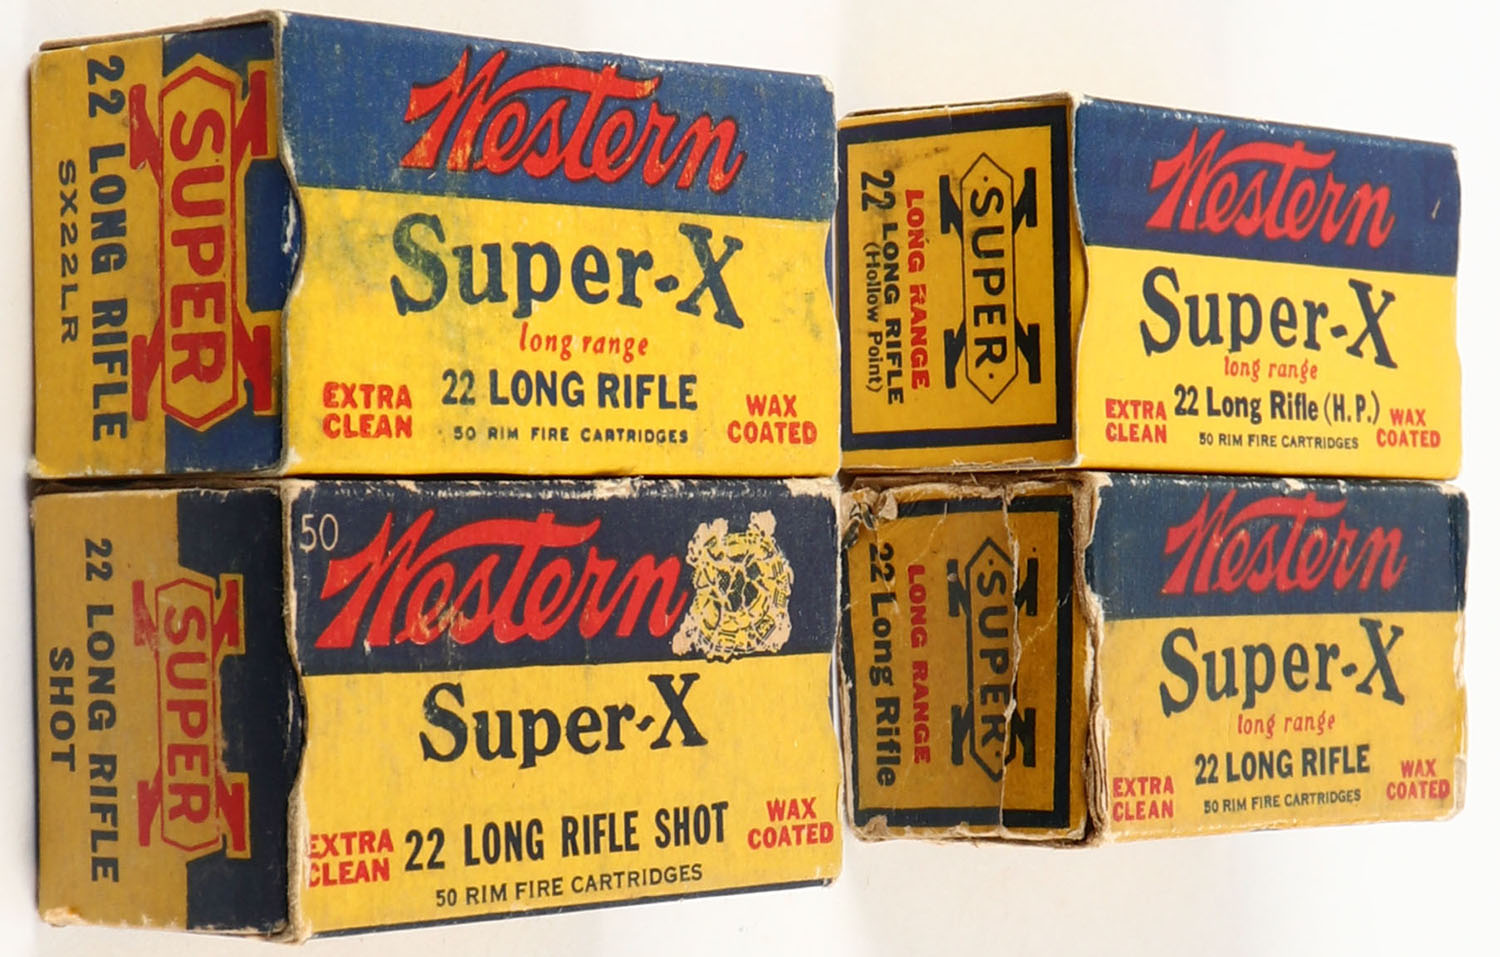 22 LONG RIFLE
SX22LR
SUPER
X
Western
Super-X
long range
EXTRA CLEAN
22 LONG RIFLE
WAX COATED
50 RIM FIRE CARTRIDGES
SUPER
X
LONG RANGE
22 LONG RIFLE
(Hollow Point)
Western
Super-X
long range
EXTRA CLEAN
22 Long Rifle (H.P.)
WAX COATED
50 RIM FIRE CARTRIDGES
22 LONG RIFLE
SHOT
SUPER
X
50
Western
Super-X
EXTRA CLEAN
22 LONG RIFLE SHOT
WAX COATED
50 RIM FIRE CARTRIDGES
SUPER
X
LONG RANGE
22 Long Rifle
Western
Super-X
long range
EXTRA CLEAN
22 LONG RIFLE
WAX COATED
50 RIM FIRE CARTRIDGES